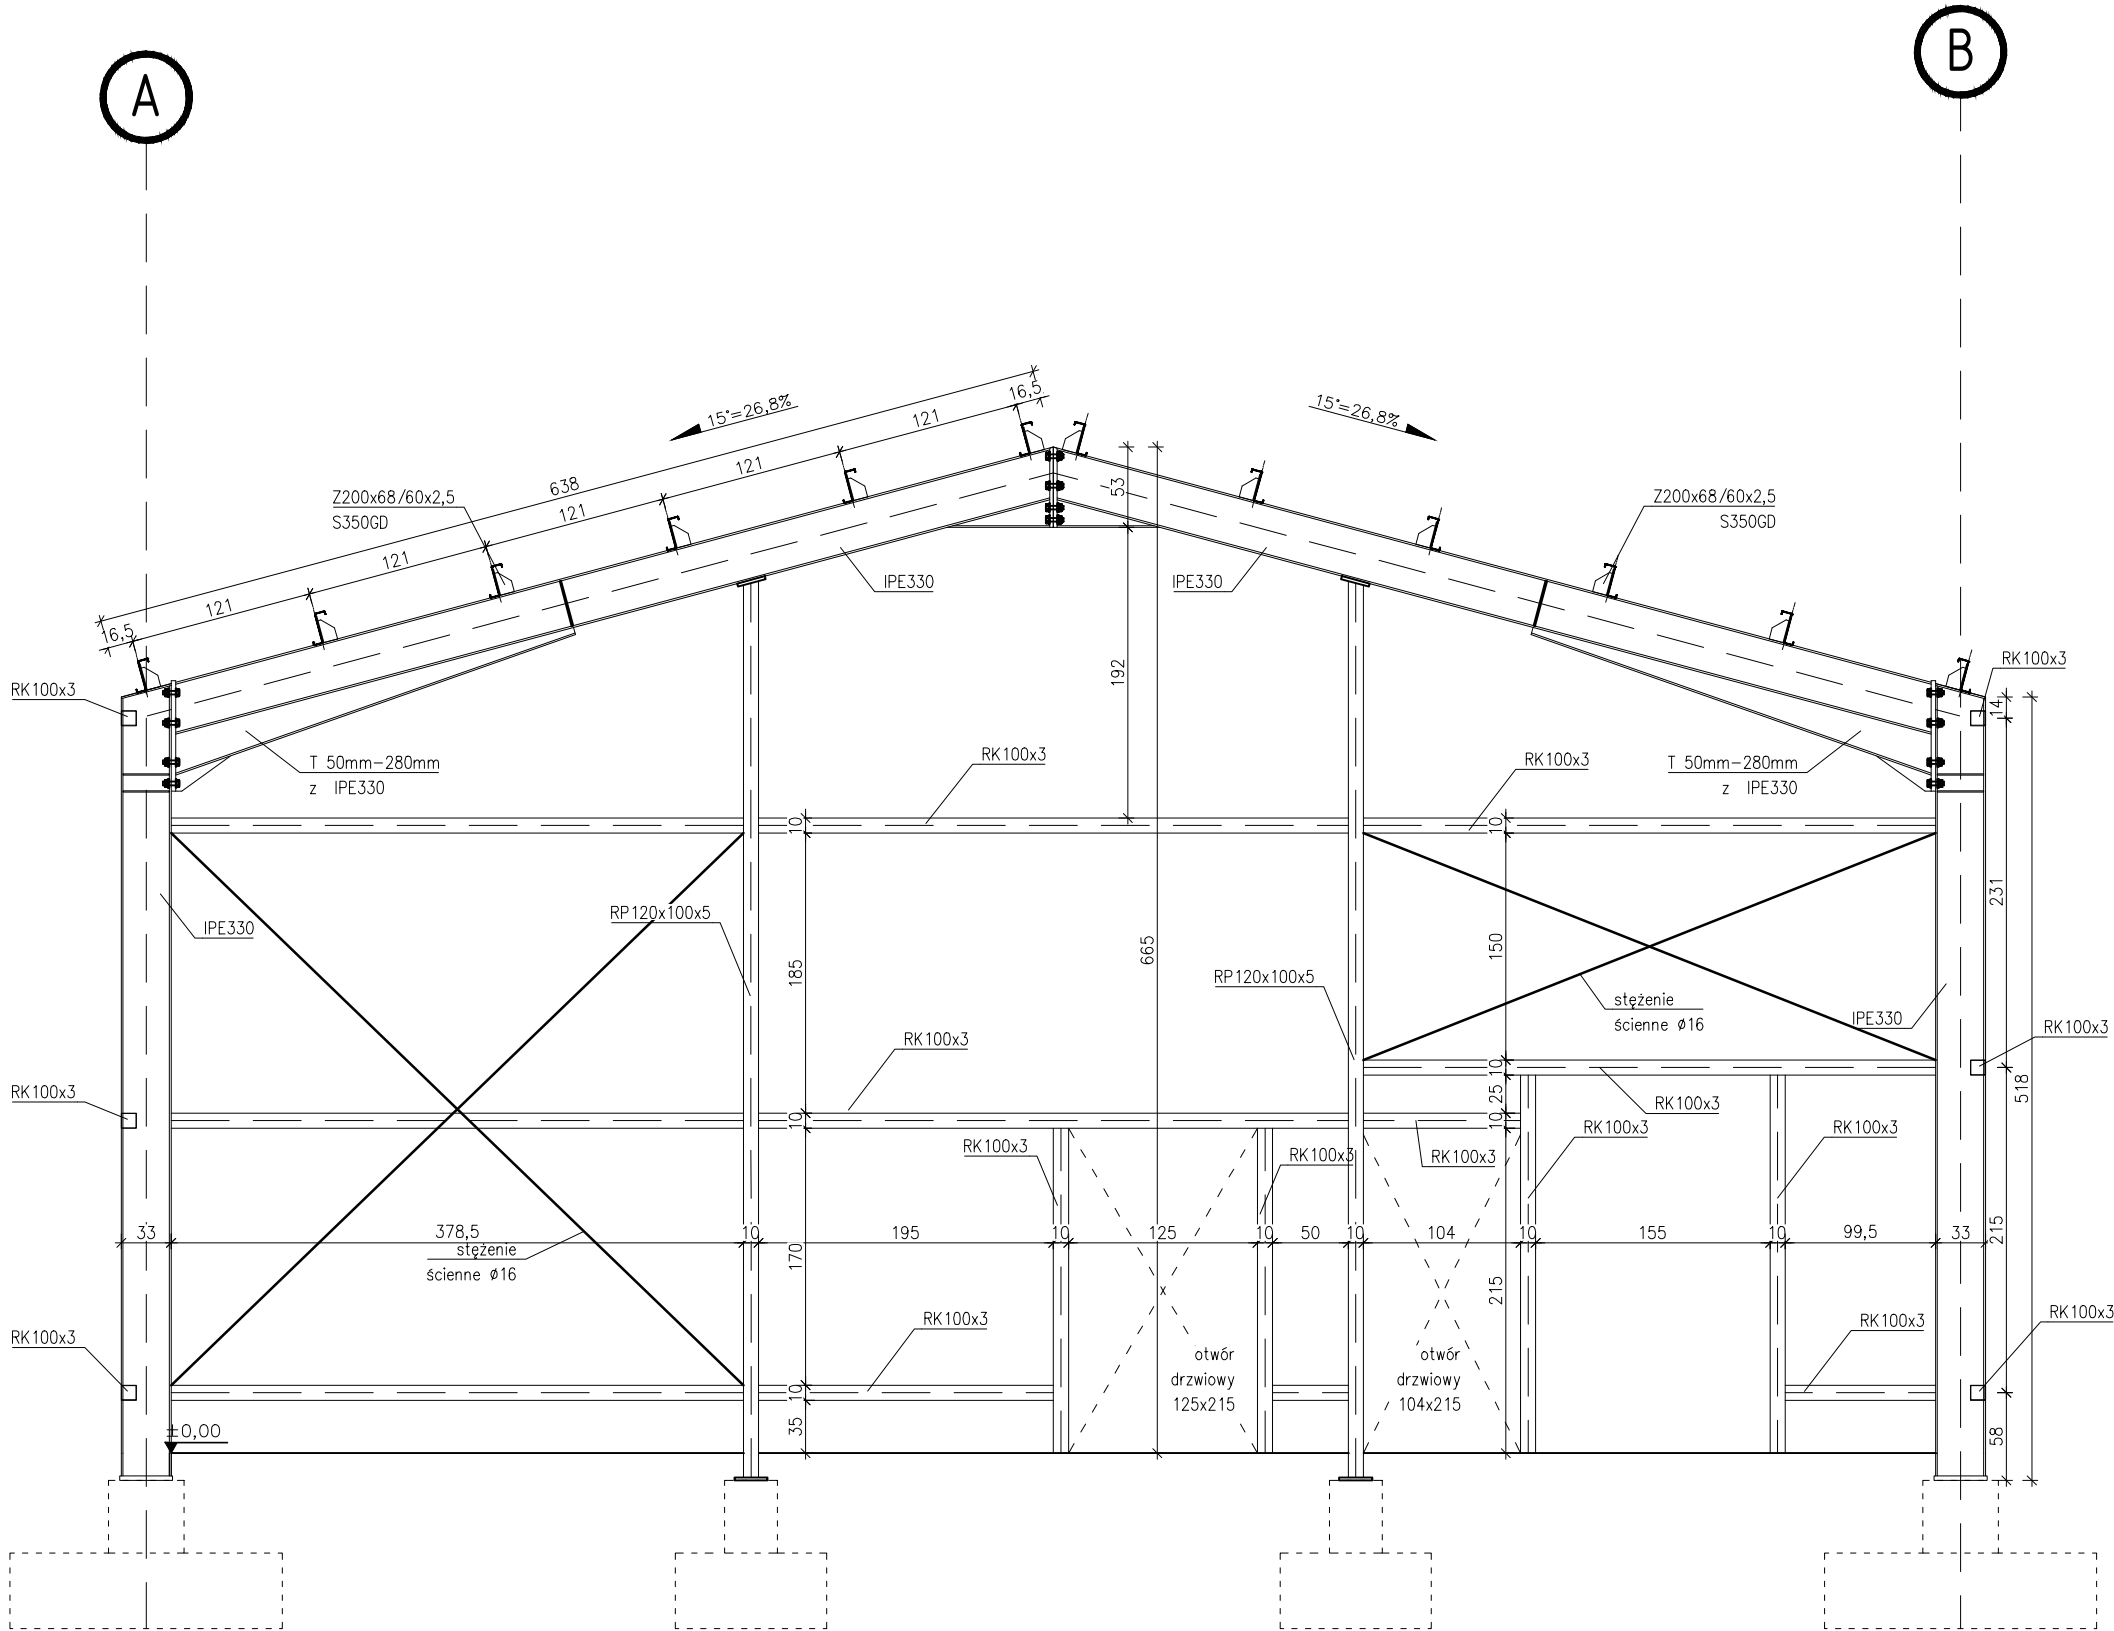 A
B
16,5
15°=26,8%
15°=26,8%
121
121
638
53
Z200x68/60x2,5
S350GD
Z200x68/60x2,5
S350GD
121
121
IPE330
IPE330
121
16,5
192
RK100x3
RK100x3
14
T 50mm-280mm
z IPE330
RK100x3
RK100x3
T 50mm-280mm
z IPE330
10
10
231
RP120x100x5
IPE330
665
150
185
RP120x100x5
stężenie
ścienne ø16
IPE330
RK100x3
RK100x3
10
518
RK100x3
25
RK100x3
10
10
RK100x3
RK100x3
RK100x3
RK100x3
RK100x3
33
378,5
10
195
10
125
10
50
10
104
10
155
10
99,5
33
215
stężenie
ścienne ø16
170
x
215
RK100x3
RK100x3
RK100x3
RK100x3
otwór
drzwiowy
125x215
otwór
drzwiowy
104x215
10
±0,00
35
58